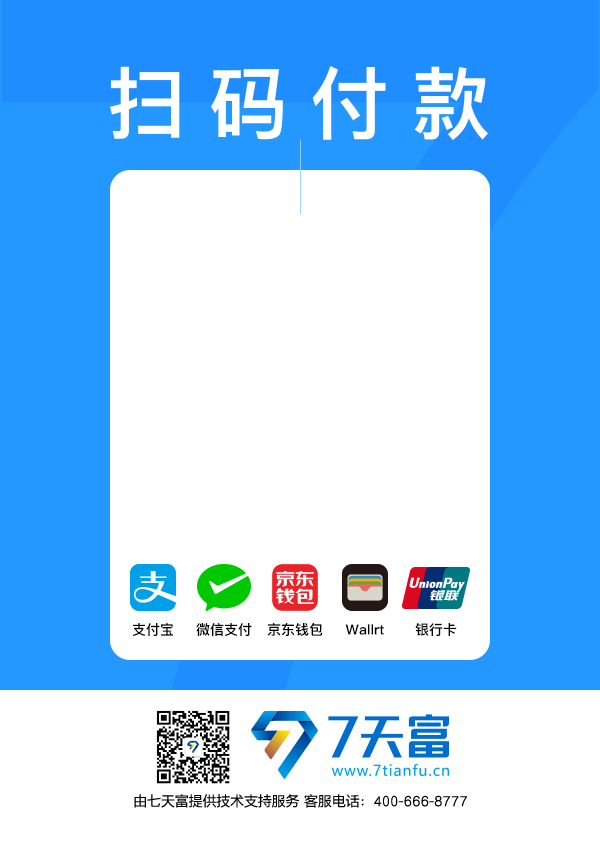 扫码付款
支
京东
钱包
UnionPay
银联
支付宝 微信支付 京东钱包 Wallrt 银行卡
7天富
www.7tianfu.cn
由七天富提供技术支持服务 客服电话：400-666-8777